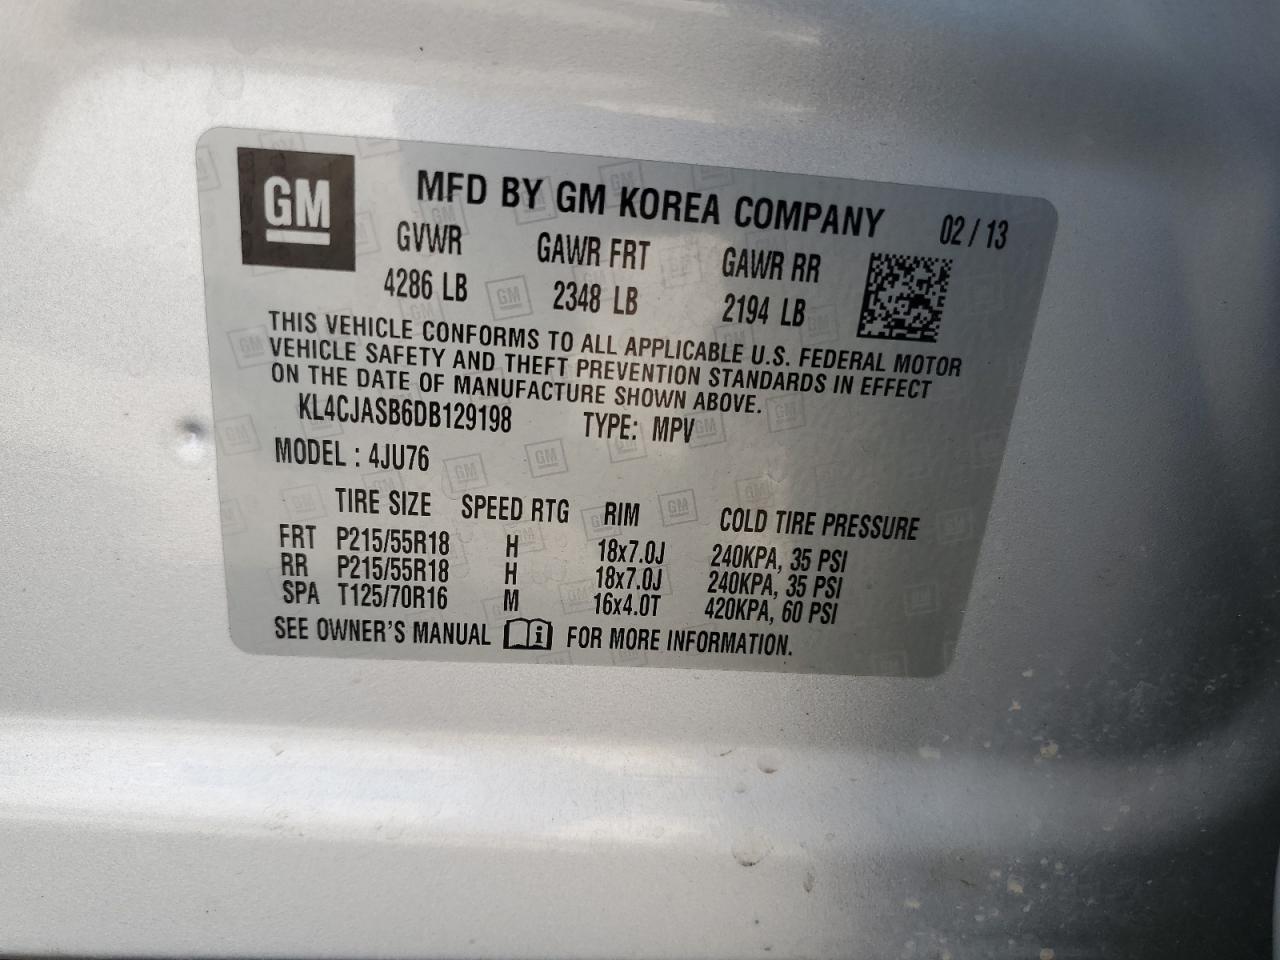 GM
MFD BY GM KOREA COMPANY 02 / 13
GVWR GAWR FRT GAWR RR
4286 LB 2348 LB 2194 LB
THIS VEHICLE CONFORMS TO ALL APPLICABLE U.S. FEDERAL MOTOR
VEHICLE SAFETY AND THEFT PREVENTION STANDARDS IN EFFECT
ON THE DATE OF MANUFACTURE SHOWN ABOVE.
KL4CJASB6DB129198 TYPE: MPV
MODEL : 4JU76
TIRE SIZE SPEED RTG RIM COLD TIRE PRESSURE
FRT P215/55R18 H 18x7.0J 240KPA, 35 PSI
RR P215/55R18 H 18x7.0J 240KPA, 35 PSI
SPA T125/70R16 M 16x4.0T 420KPA, 60 PSI
SEE OWNER'S MANUAL i FOR MORE INFORMATION.